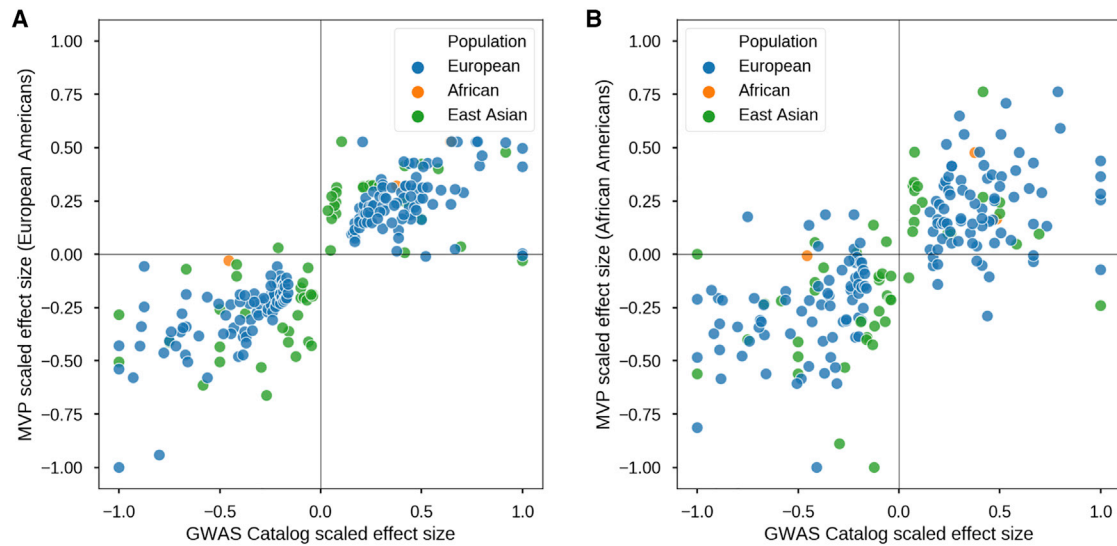 A
MVP scaled effect size (European Americans)
1.00
0.75
0.50
0.25
0.00
−0.25
−0.50
−0.75
−1.00
Population
European
African
East Asian
−1.0
−0.5
0.0
0.5
1.0
GWAS Catalog scaled effect size
B
MVP scaled effect size (African Americans)
1.00
0.75
0.50
0.25
0.00
−0.25
−0.50
−0.75
−1.00
Population
European
African
East Asian
−1.0
−0.5
0.0
0.5
1.0
GWAS Catalog scaled effect size